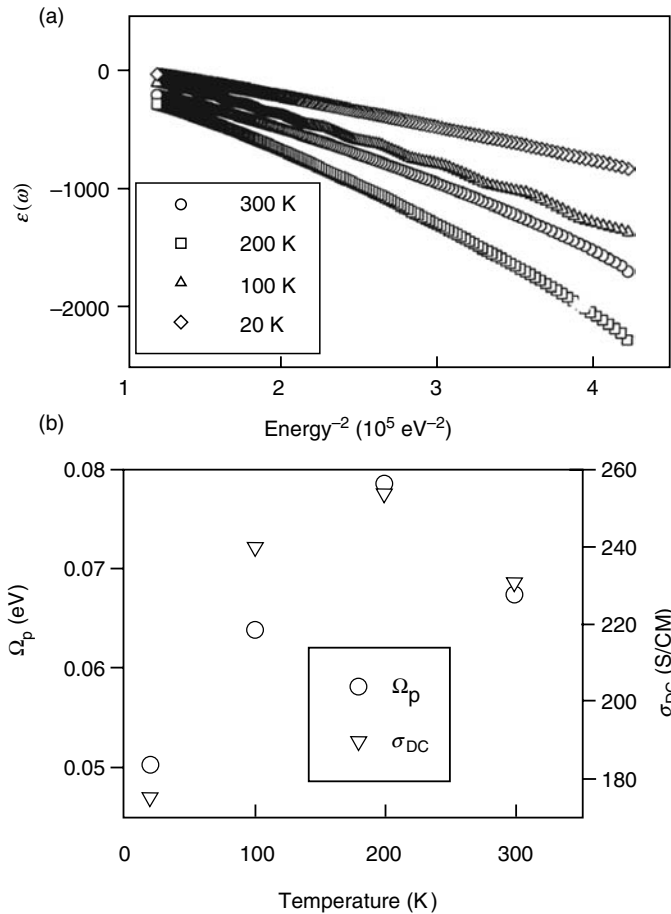 (a)
0
−1000
−2000
ε(ω)
300 K
200 K
100 K
20 K
1 2 3 4
Energy⁻² (10⁵ eV⁻²)
(b)
0.08
0.07
0.06
0.05
Ωp (eV)
260
240
220
200
180
σDC (S/CM)
Ωp
σDC
0 100 200 300
Temperature (K)